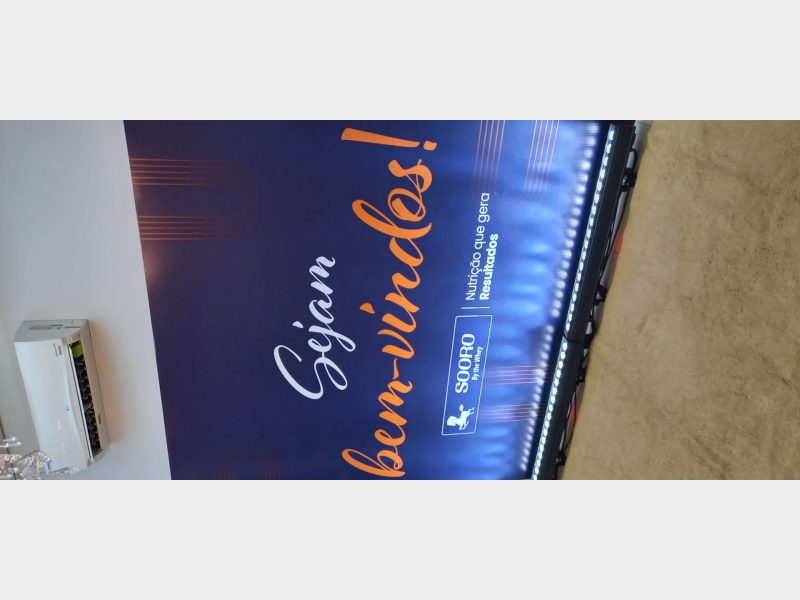 Sejam
bem-vindos!
SOORO
By the Whey
Nutrição que gera
Resultados